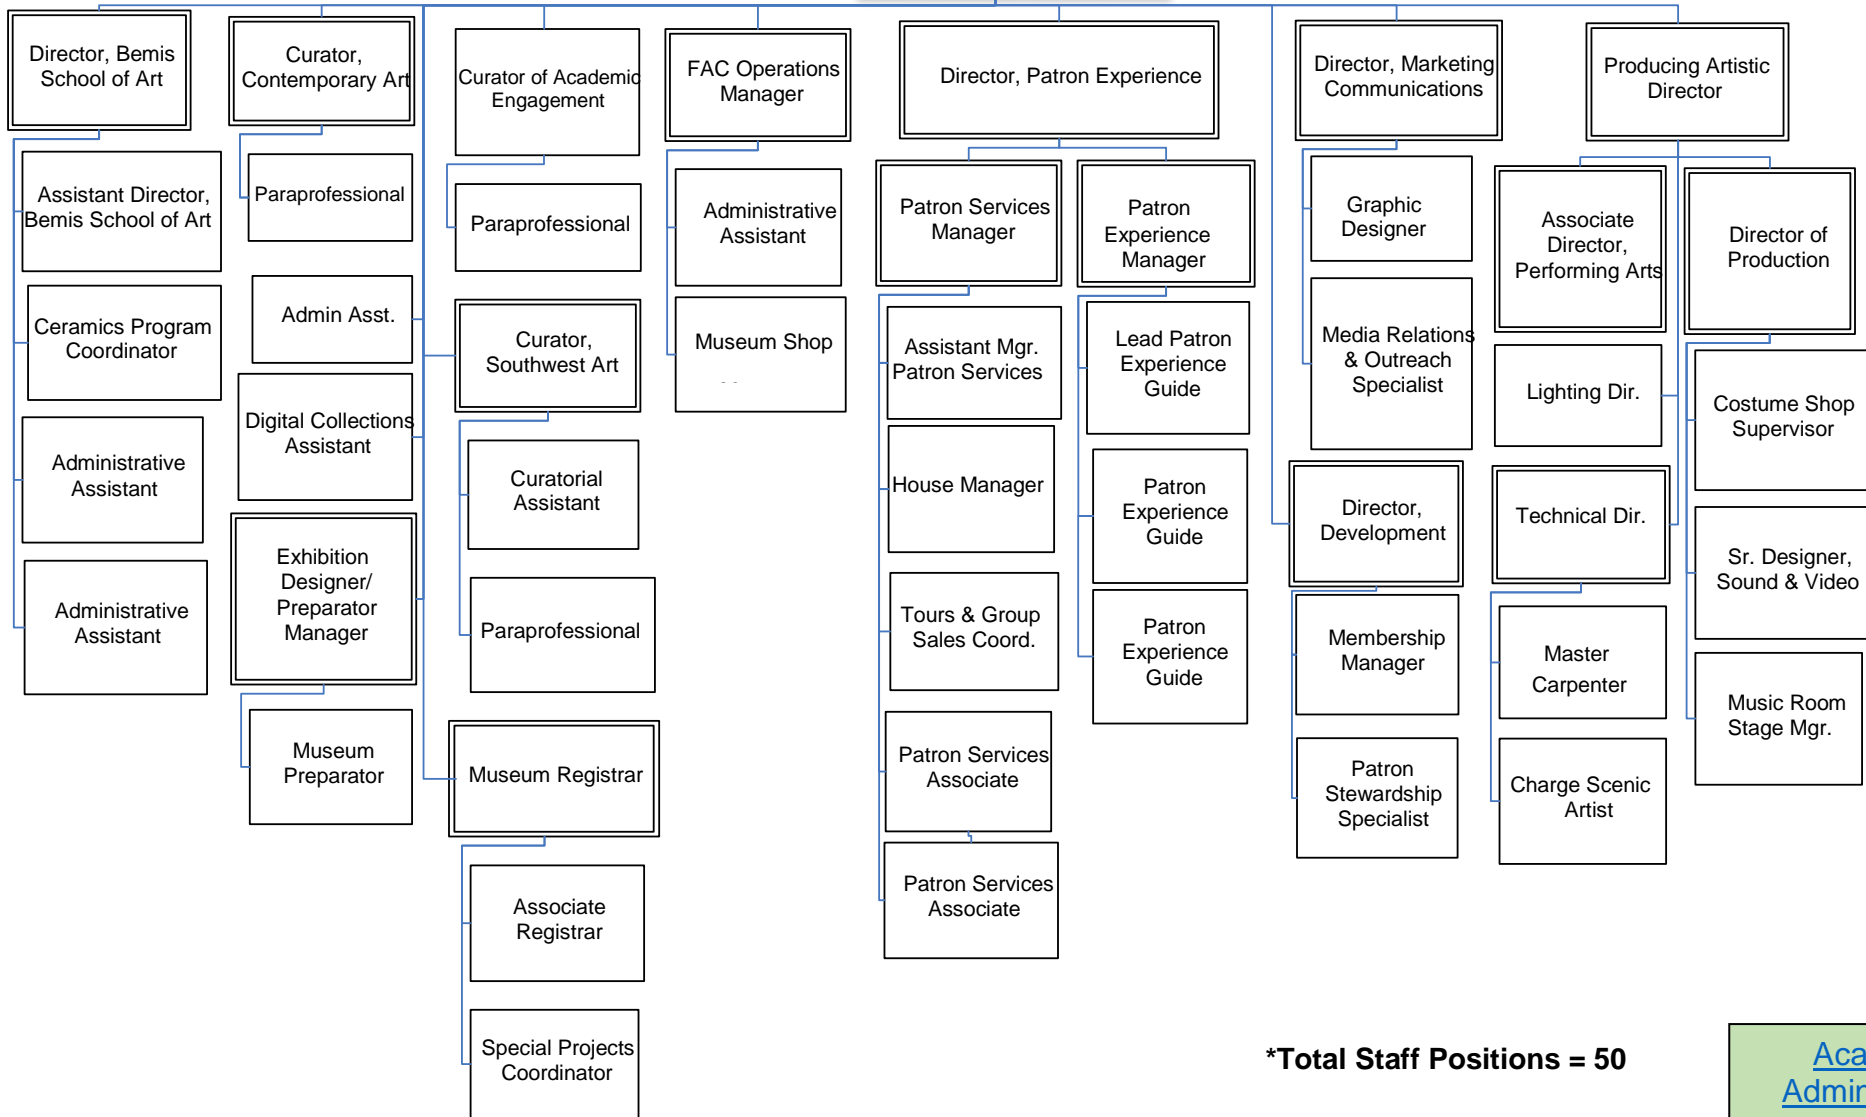 Director, Bemis
School of Art
Curator,
Contemporary Art
Curator of Academic
Engagement
FAC Operations
Manager
Director, Patron Experience
Director, Marketing
Communications
Producing Artistic
Director
Assistant Director,
Bemis School of Art
Ceramics Program
Coordinator
Administrative
Assistant
Administrative
Assistant
Paraprofessional
Admin Asst.
Digital Collections
Assistant
Exhibition
Designer/
Preparator
Manager
Museum
Preparator
Paraprofessional
Curator,
Southwest Art
Curatorial
Assistant
Paraprofessional
Museum Registrar
Associate
Registrar
Special Projects
Coordinator
Administrative
Assistant
Museum Shop
Patron Services
Manager
Assistant Mgr.
Patron Services
House Manager
Tours & Group
Sales Coord.
Patron Services
Associate
Patron Services
Associate
Patron
Experience
Manager
Lead Patron
Experience
Guide
Patron
Experience
Guide
Patron
Experience
Guide
Graphic
Designer
Media Relations
& Outreach
Specialist
Director,
Development
Membership
Manager
Patron
Stewardship
Specialist
Associate
Director,
Performing Arts
Lighting Dir.
Technical Dir.
Master
Carpenter
Charge Scenic
Artist
Director of
Production
Costume Shop
Supervisor
Sr. Designer,
Sound & Video
Music Room
Stage Mgr.
*Total Staff Positions = 50
Aca
Admin